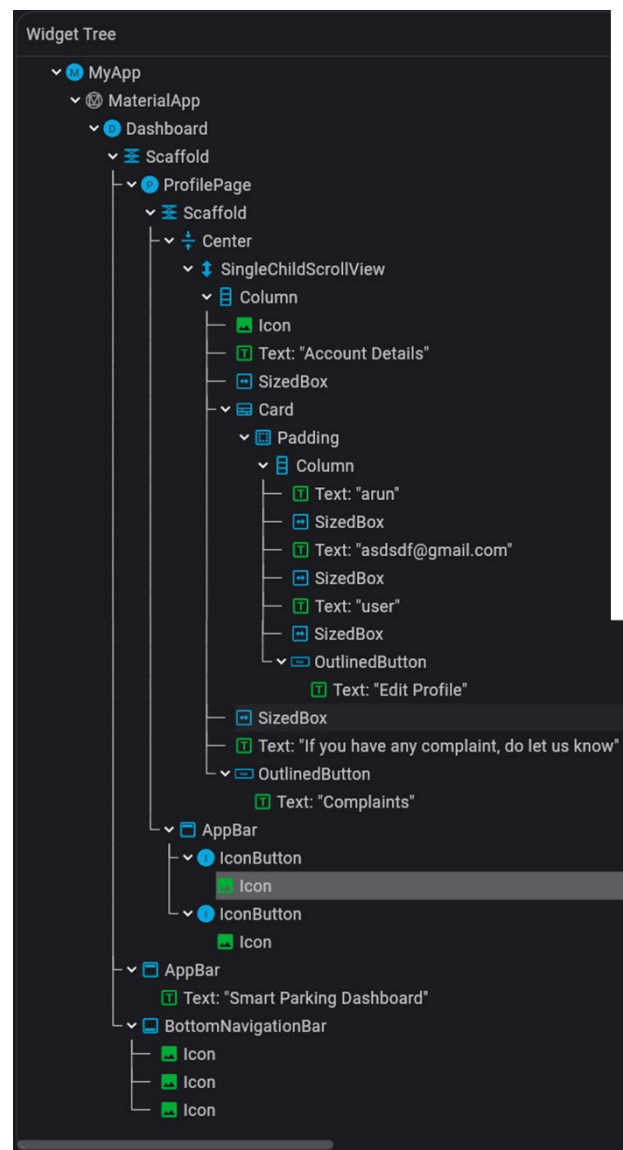 Widget Tree
M MyApp
MaterialApp
D Dashboard
Scaffold
P ProfilePage
Scaffold
Center
SingleChildScrollView
Column
Icon
T Text: "Account Details"
SizedBox
Card
Padding
Column
T Text: "arun"
SizedBox
T Text: "asdsdf@gmail.com"
SizedBox
T Text: "user"
SizedBox
OutlinedButton
T Text: "Edit Profile"
SizedBox
T Text: "If you have any complaint, do let us know"
OutlinedButton
T Text: "Complaints"
AppBar
I IconButton
Icon
I IconButton
Icon
AppBar
T Text: "Smart Parking Dashboard"
BottomNavigationBar
Icon
Icon
Icon